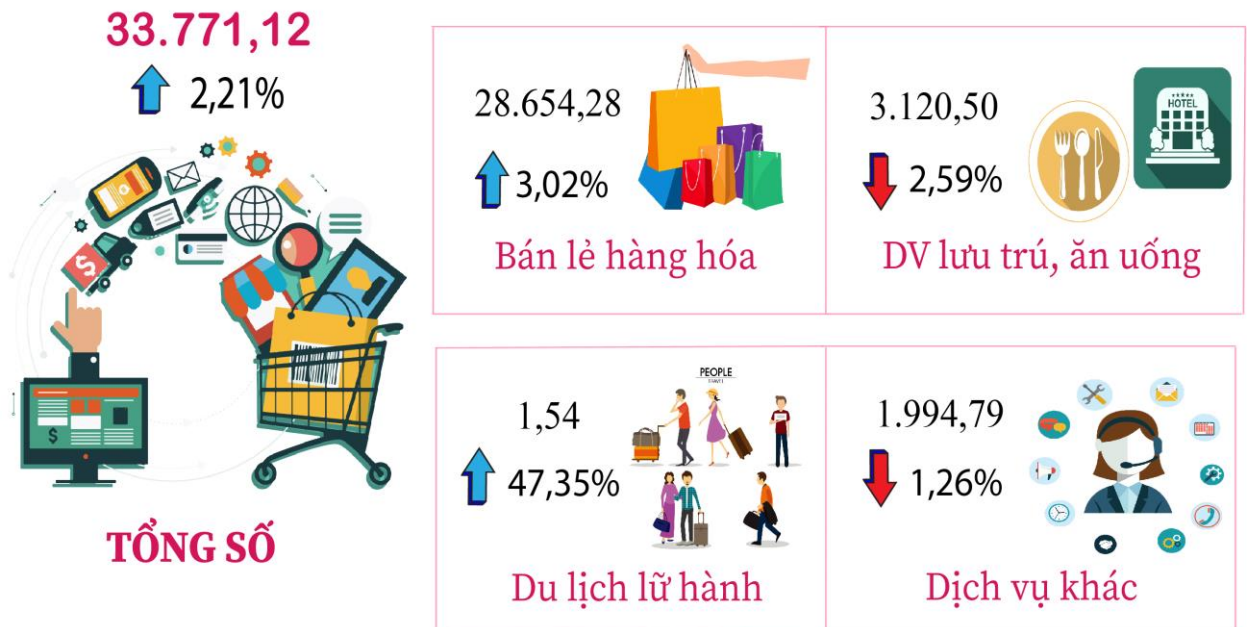 33.771,12
2,21%
TỔNG SỐ
28.654,28
3,02%
Bán lẻ hàng hóa
HOTEL
3.120,50
2,59%
DV lưu trú, ăn uống
PEOPLE
1,54
47,35%
Du lịch lữ hành
1.994,79
1,26%
Dịch vụ khác